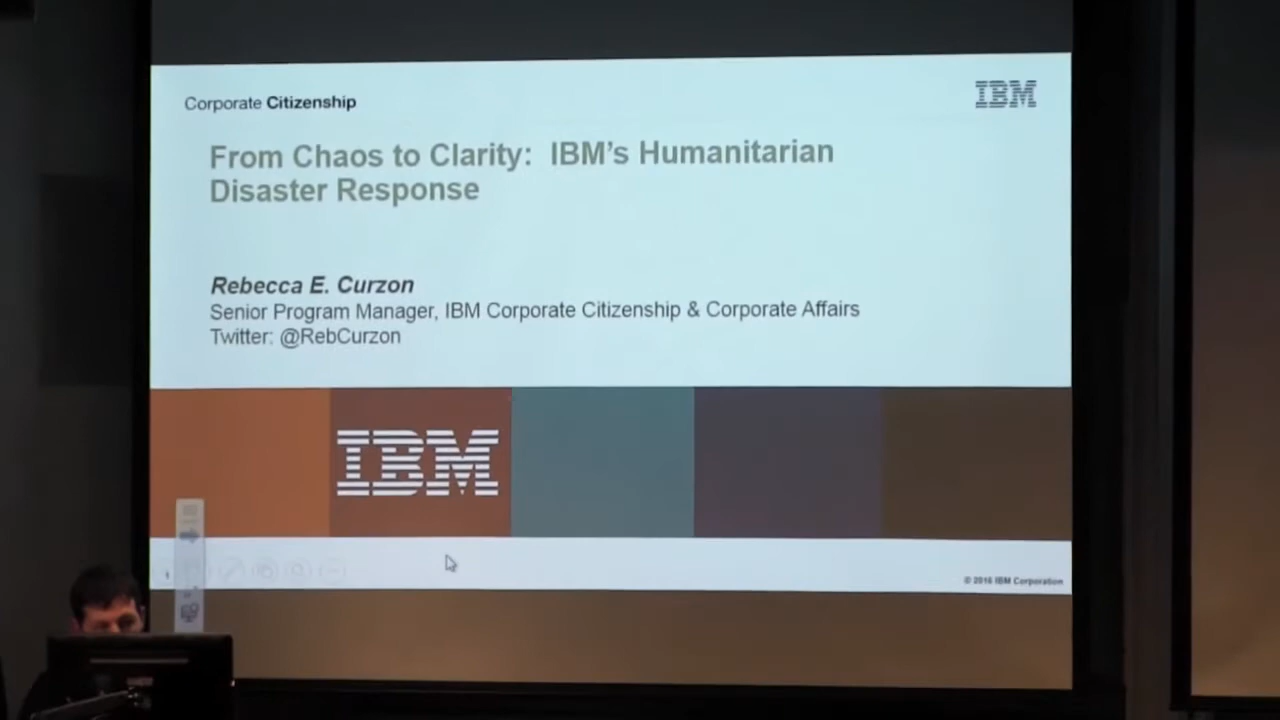 Corporate Citizenship
IBM
From Chaos to Clarity: IBM's Humanitarian
Disaster Response
Rebecca E. Curzon
Senior Program Manager, IBM Corporate Citizenship & Corporate Affairs
Twitter: @RebCurzon
IBM
1
© 2016 IBM Corporation